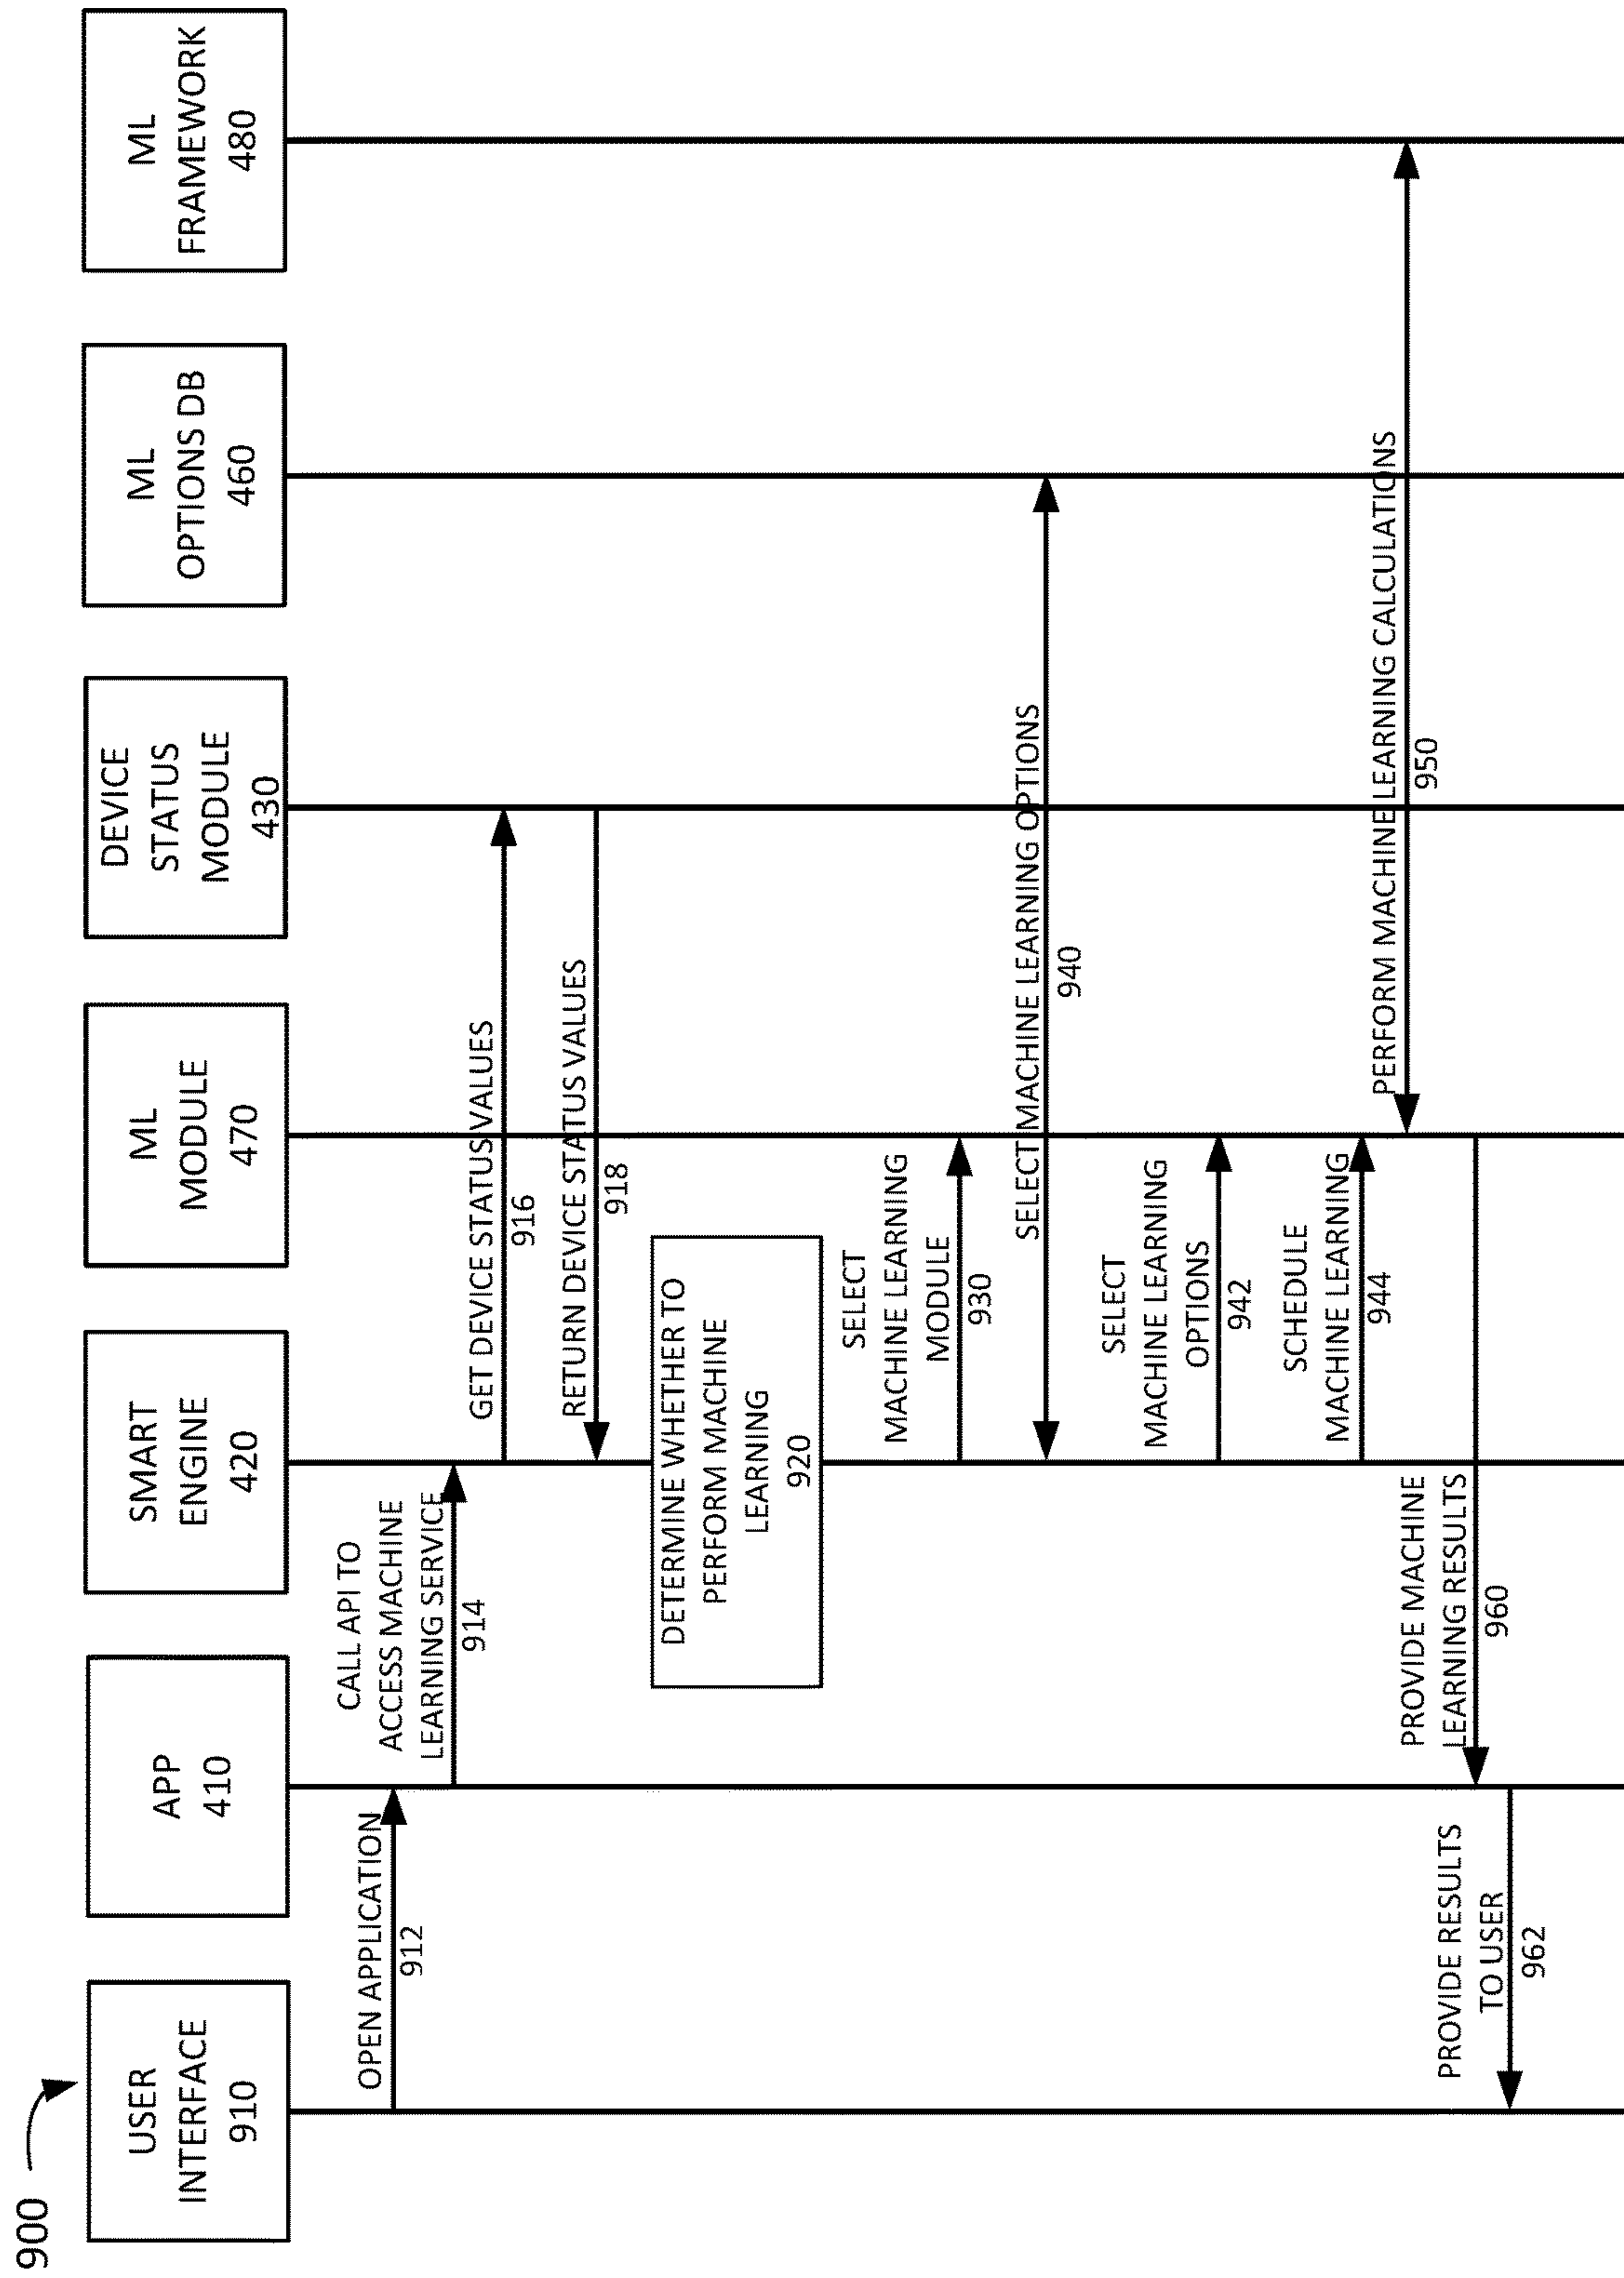 900
USER
INTERFACE
910
APP
410
SMART
ENGINE
420
ML
MODULE
470
DEVICE
STATUS
MODULE
430
ML
OPTIONS DB
460
ML
FRAMEWORK
480
OPEN APPLICATION
912
CALL API TO
ACCESS MACHINE
LEARNING SERVICE
914
GET DEVICE STATUS VALUES
916
RETURN DEVICE STATUS VALUES
918
DETERMINE WHETHER TO
PERFORM MACHINE
LEARNING
920
SELECT
MACHINE LEARNING
MODULE
930
SELECT MACHINE LEARNING OPTIONS
940
SELECT
MACHINE LEARNING
OPTIONS
942
SCHEDULE
MACHINE LEARNING
944
PERFORM MACHINE LEARNING CALCULATIONS
950
PROVIDE MACHINE
LEARNING RESULTS
960
PROVIDE RESULTS
TO USER
962